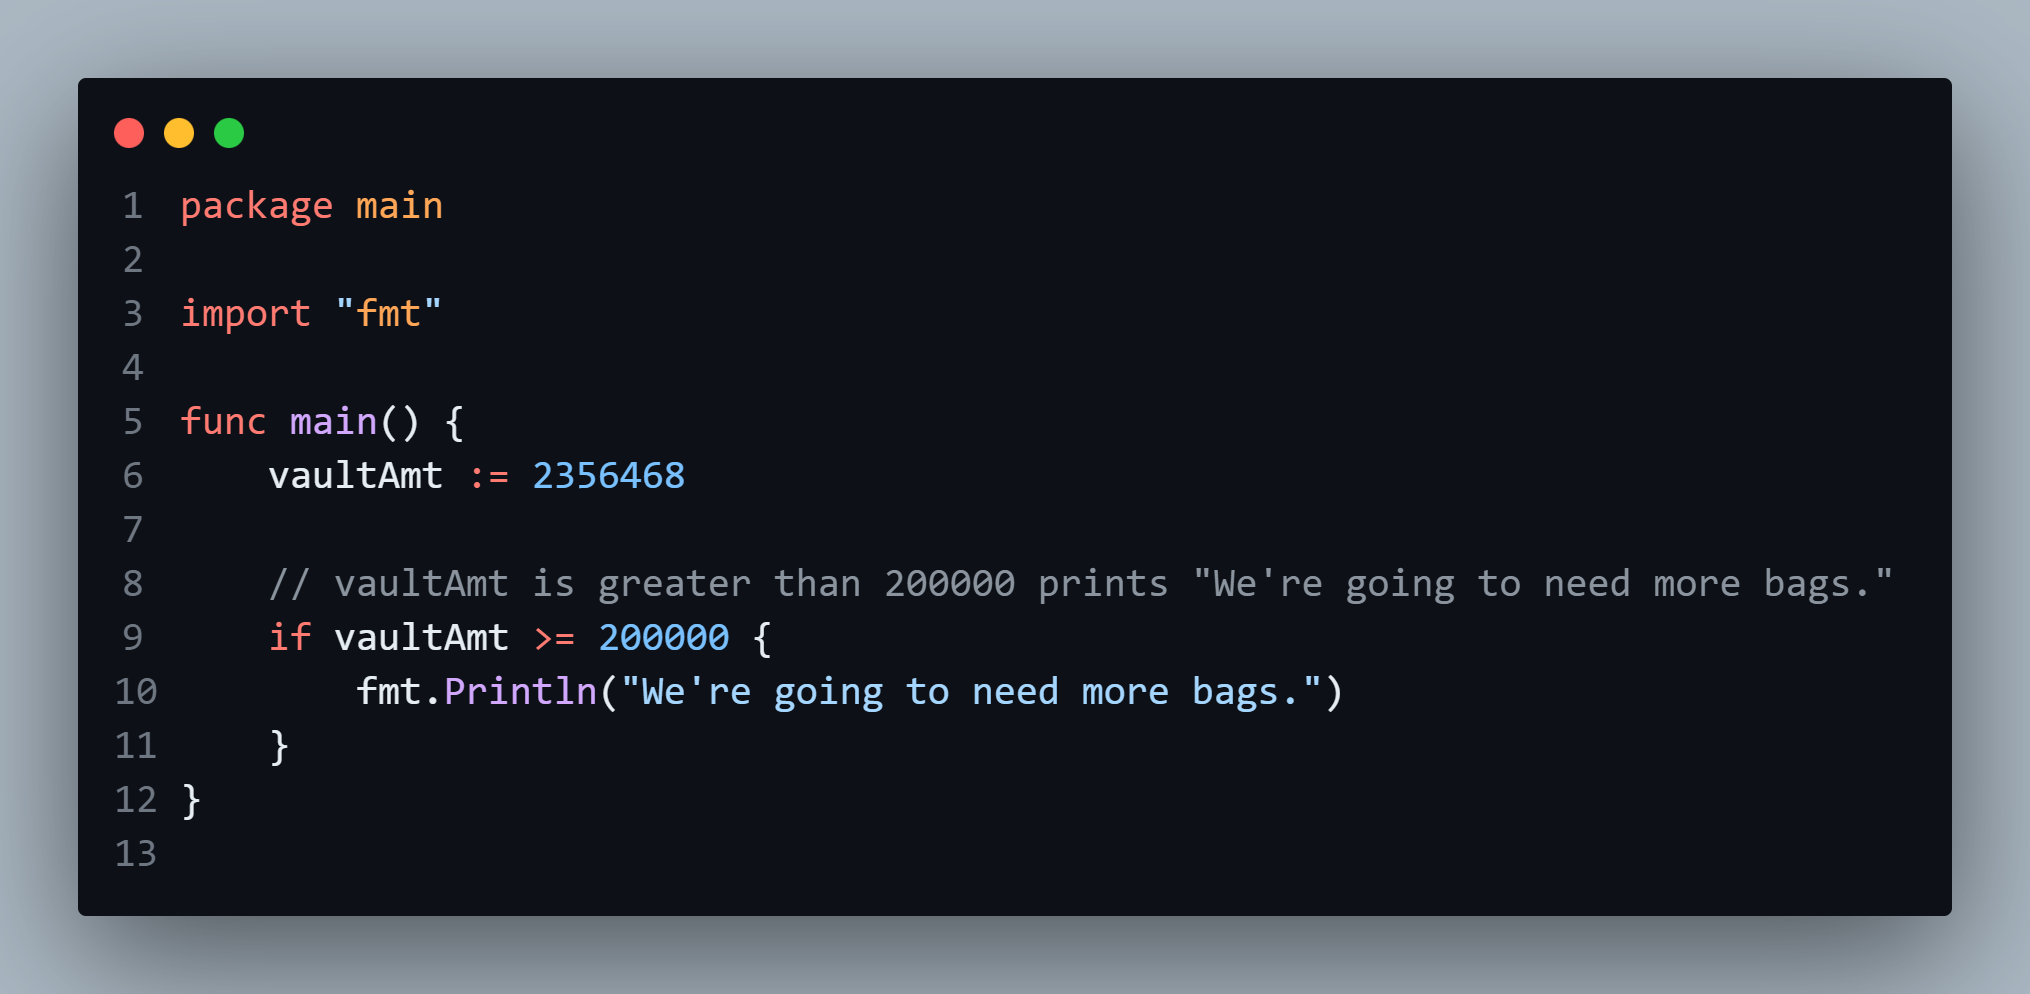 1 package main
2
3 import "fmt"
4
5 func main() {
6     vaultAmt := 2356468
7
8     // vaultAmt is greater than 200000 prints "We're going to need more bags."
9     if vaultAmt >= 200000 {
10         fmt.Println("We're going to need more bags.")
11     }
12 }
13